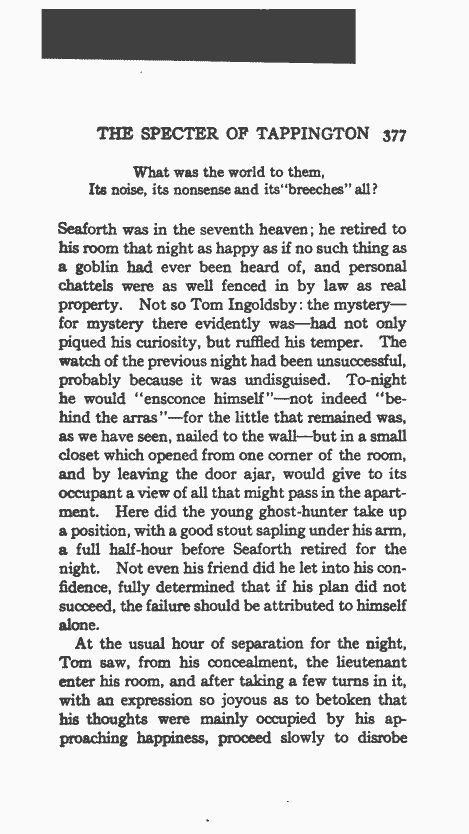 THE SPECTER OF TAPPINGTON 377
What was the world to them,
Its noise, its nonsense and its "breeches" all?
Seaforth was in the seventh heaven; he retired to
his room that night as happy as if no such thing as
a goblin had ever been heard of, and personal
chattels were as well fenced in by law as real
property. Not so Tom Ingoldsby: the mystery—
for mystery there evidently was—had not only
piqued his curiosity, but ruffled his temper. The
watch of the previous night had been unsuccessful,
probably because it was undisguised. To-night
he would "ensconce himself"—not indeed "be-
hind the arras"—for the little that remained was,
as we have seen, nailed to the wall—but in a small
closet which opened from one corner of the room,
and by leaving the door ajar, would give to its
occupant a view of all that might pass in the apart-
ment. Here did the young ghost-hunter take up
a position, with a good stout sapling under his arm,
a full half-hour before Seaforth retired for the
night. Not even his friend did he let into his con-
fidence, fully determined that if his plan did not
succeed, the failure should be attributed to himself
alone.
At the usual hour of separation for the night,
Tom saw, from his concealment, the lieutenant
enter his room, and after taking a few turns in it,
with an expression so joyous as to betoken that
his thoughts were mainly occupied by his ap-
proaching happiness, proceed slowly to disrobe